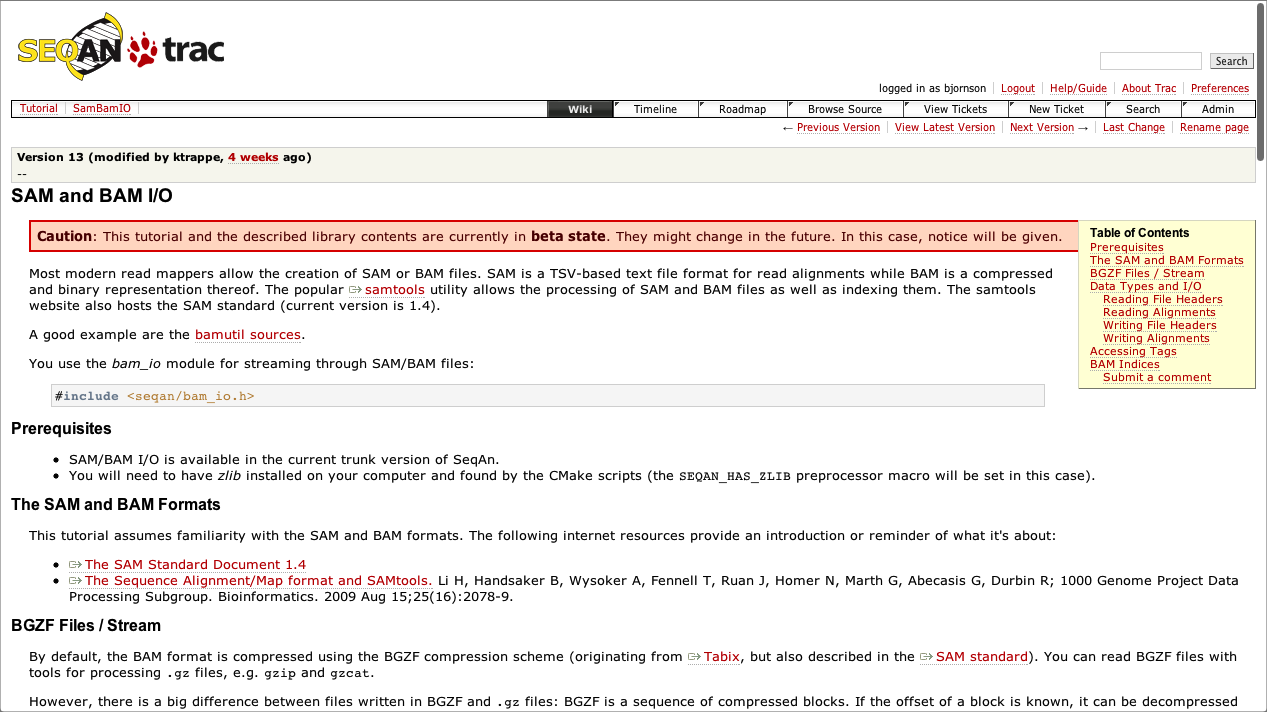 SEQAN trac
Search
logged in as bjornson Logout Help/Guide About Trac Preferences
Tutorial SamBamIO Wiki Timeline Roadmap Browse Source View Tickets New Ticket Search Admin
← Previous Version View Latest Version Next Version → Last Change Rename page
Version 13 (modified by ktrappe, 4 weeks ago)
--
SAM and BAM I/O
Caution: This tutorial and the described library contents are currently in beta state. They might change in the future. In this case, notice will be given.
Table of Contents
Prerequisites
The SAM and BAM Formats
BGZF Files / Stream
Data Types and I/O
Reading File Headers
Reading Alignments
Writing File Headers
Writing Alignments
Accessing Tags
BAM Indices
Submit a comment
Most modern read mappers allow the creation of SAM or BAM files. SAM is a TSV-based text file format for read alignments while BAM is a compressed
and binary representation thereof. The popular samtools utility allows the processing of SAM and BAM files as well as indexing them. The samtools
website also hosts the SAM standard (current version is 1.4).
A good example are the bamutil sources.
You use the bam_io module for streaming through SAM/BAM files:
#include <seqan/bam_io.h>
Prerequisites
• SAM/BAM I/O is available in the current trunk version of SeqAn.
• You will need to have zlib installed on your computer and found by the CMake scripts (the SEQAN_HAS_ZLIB preprocessor macro will be set in this case).
The SAM and BAM Formats
This tutorial assumes familiarity with the SAM and BAM formats. The following internet resources provide an introduction or reminder of what it's about:
• The SAM Standard Document 1.4
• The Sequence Alignment/Map format and SAMtools. Li H, Handsaker B, Wysoker A, Fennell T, Ruan J, Homer N, Marth G, Abecasis G, Durbin R; 1000 Genome Project Data
Processing Subgroup. Bioinformatics. 2009 Aug 15;25(16):2078-9.
BGZF Files / Stream
By default, the BAM format is compressed using the BGZF compression scheme (originating from Tabix, but also described in the SAM standard). You can read BGZF files with
tools for processing .gz files, e.g. gzip and gzcat.
However, there is a big difference between files written in BGZF and .gz files: BGZF is a sequence of compressed blocks. If the offset of a block is known, it can be decompressed